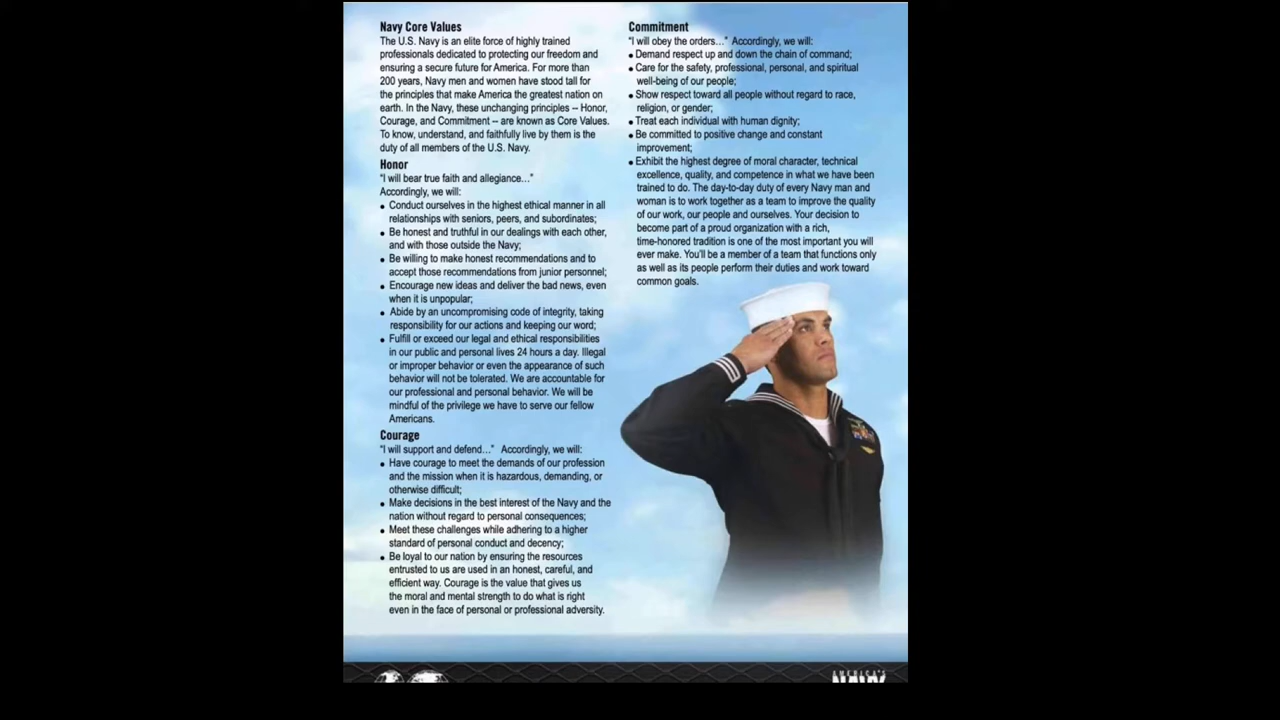 Navy Core Values
The U.S. Navy is an elite force of highly trained
professionals dedicated to protecting our freedom and
ensuring a secure future for America. For more than
200 years, Navy men and women have stood tall for
the principles that make America the greatest nation on
earth. In the Navy, these unchanging principles -- Honor,
Courage, and Commitment -- are known as Core Values.
To know, understand, and faithfully live by them is the
duty of all members of the U.S. Navy.
Honor
"I will bear true faith and allegiance…"
Accordingly, we will:
• Conduct ourselves in the highest ethical manner in all
relationships with seniors, peers, and subordinates;
• Be honest and truthful in our dealings with each other,
and with those outside the Navy;
• Be willing to make honest recommendations and to
accept those recommendations from junior personnel;
• Encourage new ideas and deliver the bad news, even
when it is unpopular;
• Abide by an uncompromising code of integrity, taking
responsibility for our actions and keeping our word;
• Fulfill or exceed our legal and ethical responsibilities
in our public and personal lives 24 hours a day. Illegal
or improper behavior or even the appearance of such
behavior will not be tolerated. We are accountable for
our professional and personal behavior. We will be
mindful of the privilege we have to serve our fellow
Americans.
Courage
"I will support and defend…" Accordingly, we will:
• Have courage to meet the demands of our profession
and the mission when it is hazardous, demanding, or
otherwise difficult;
• Make decisions in the best interest of the Navy and the
nation without regard to personal consequences;
• Meet these challenges while adhering to a higher
standard of personal conduct and decency;
• Be loyal to our nation by ensuring the resources
entrusted to us are used in an honest, careful, and
efficient way. Courage is the value that gives us
the moral and mental strength to do what is right
even in the face of personal or professional adversity.
Commitment
"I will obey the orders…" Accordingly, we will:
• Demand respect up and down the chain of command;
• Care for the safety, professional, personal, and spiritual
well-being of our people;
• Show respect toward all people without regard to race,
religion, or gender;
• Treat each individual with human dignity;
• Be committed to positive change and constant
improvement;
• Exhibit the highest degree of moral character, technical
excellence, quality, and competence in what we have been
trained to do. The day-to-day duty of every Navy man and
woman is to work together as a team to improve the quality
of our work, our people and ourselves. Your decision to
become part of a proud organization with a rich,
time-honored tradition is one of the most important you will
ever make. You'll be a member of a team that functions only
as well as its people perform their duties and work toward
common goals.
AMERICA'S
NAVY